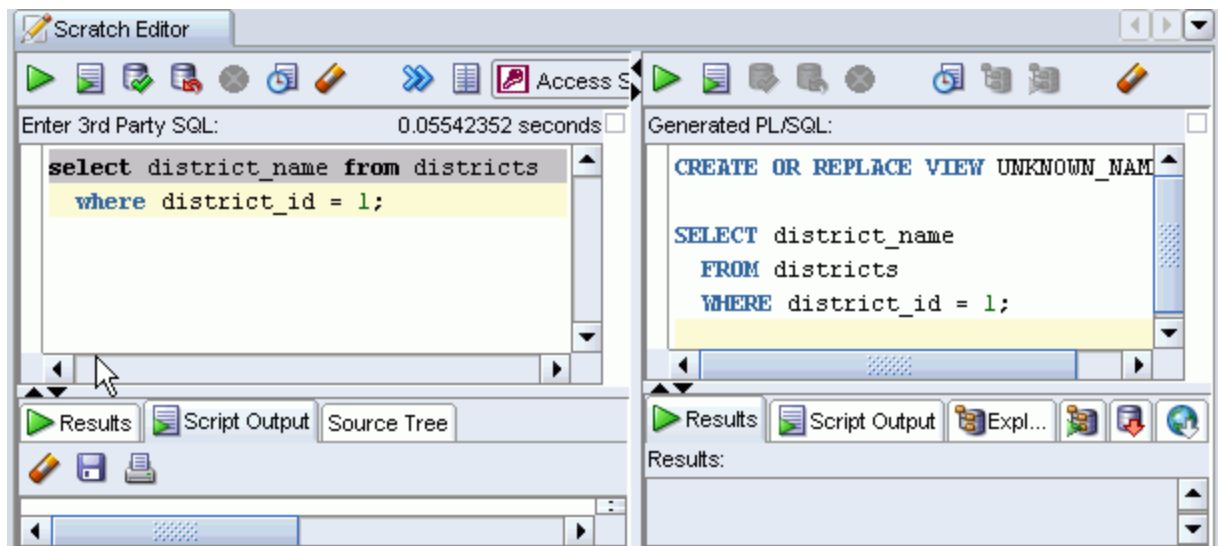 Scratch Editor
Access S
Enter 3rd Party SQL: 0.05542352 seconds
select district_name from districts
where district_id = 1;
Results Script Output Source Tree
Generated PL/SQL:
CREATE OR REPLACE VIEW UNKNOWN_NAM
SELECT district_name
FROM districts
WHERE district_id = 1;
Results Script Output Expl...
Results: